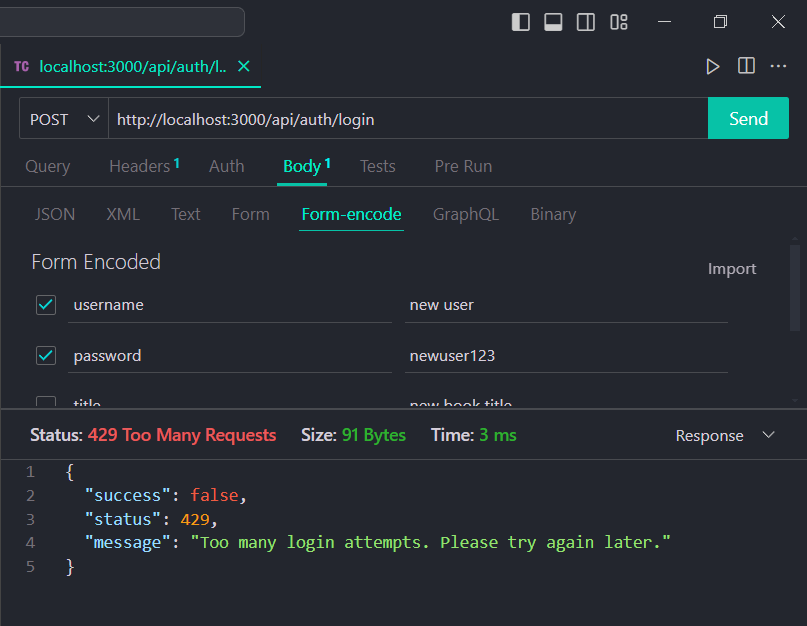 TC localhost:3000/api/auth/l..
POST http://localhost:3000/api/auth/login Send
Query Headers 1 Auth Body 1 Tests Pre Run
JSON XML Text Form Form-encode GraphQL Binary
Form Encoded
Import
username new user
password newuser123
title new book title
Status: 429 Too Many Requests Size: 91 Bytes Time: 3 ms Response
1 {
2 "success": false,
3 "status": 429,
4 "message": "Too many login attempts. Please try again later."
5 }